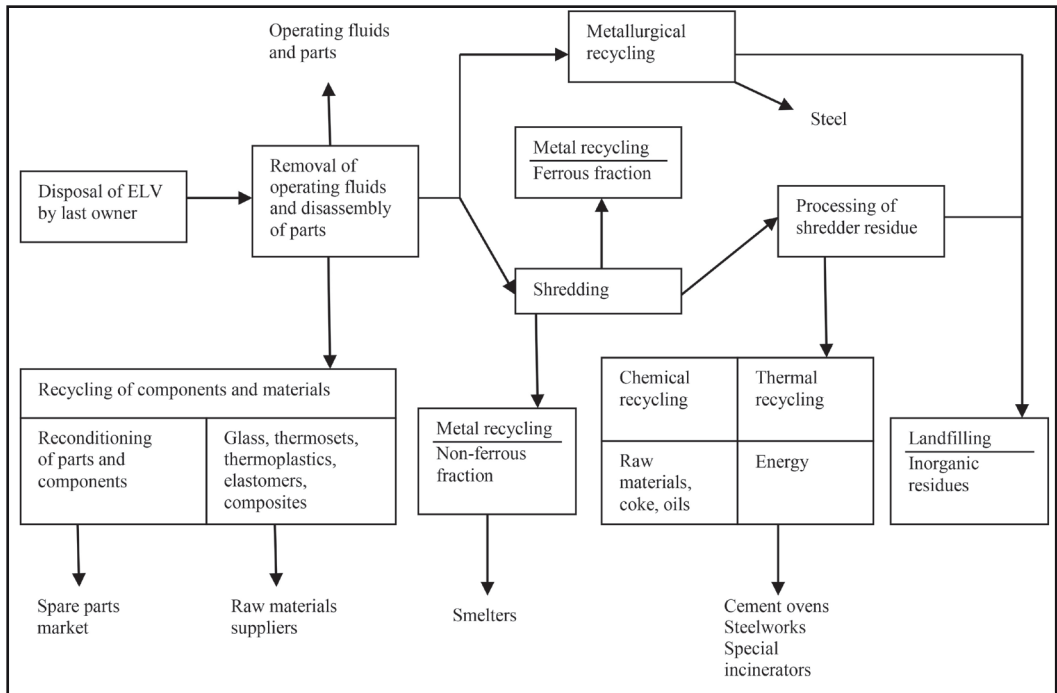 Operating fluids
and parts
Metallurgical
recycling
Steel
Disposal of ELV
by last owner
Removal of
operating fluids
and disassembly
of parts
Metal recycling
Ferrous fraction
Processing of
shredder residue
Shredding
Recycling of components and materials
Reconditioning
of parts and
components
Glass, thermosets,
thermoplastics,
elastomers,
composites
Metal recycling
Non-ferrous
fraction
Chemical
recycling
Thermal
recycling
Raw
materials,
coke, oils
Energy
Landfilling
Inorganic
residues
Spare parts
market
Raw materials
suppliers
Smelters
Cement ovens
Steelworks
Special
incinerators